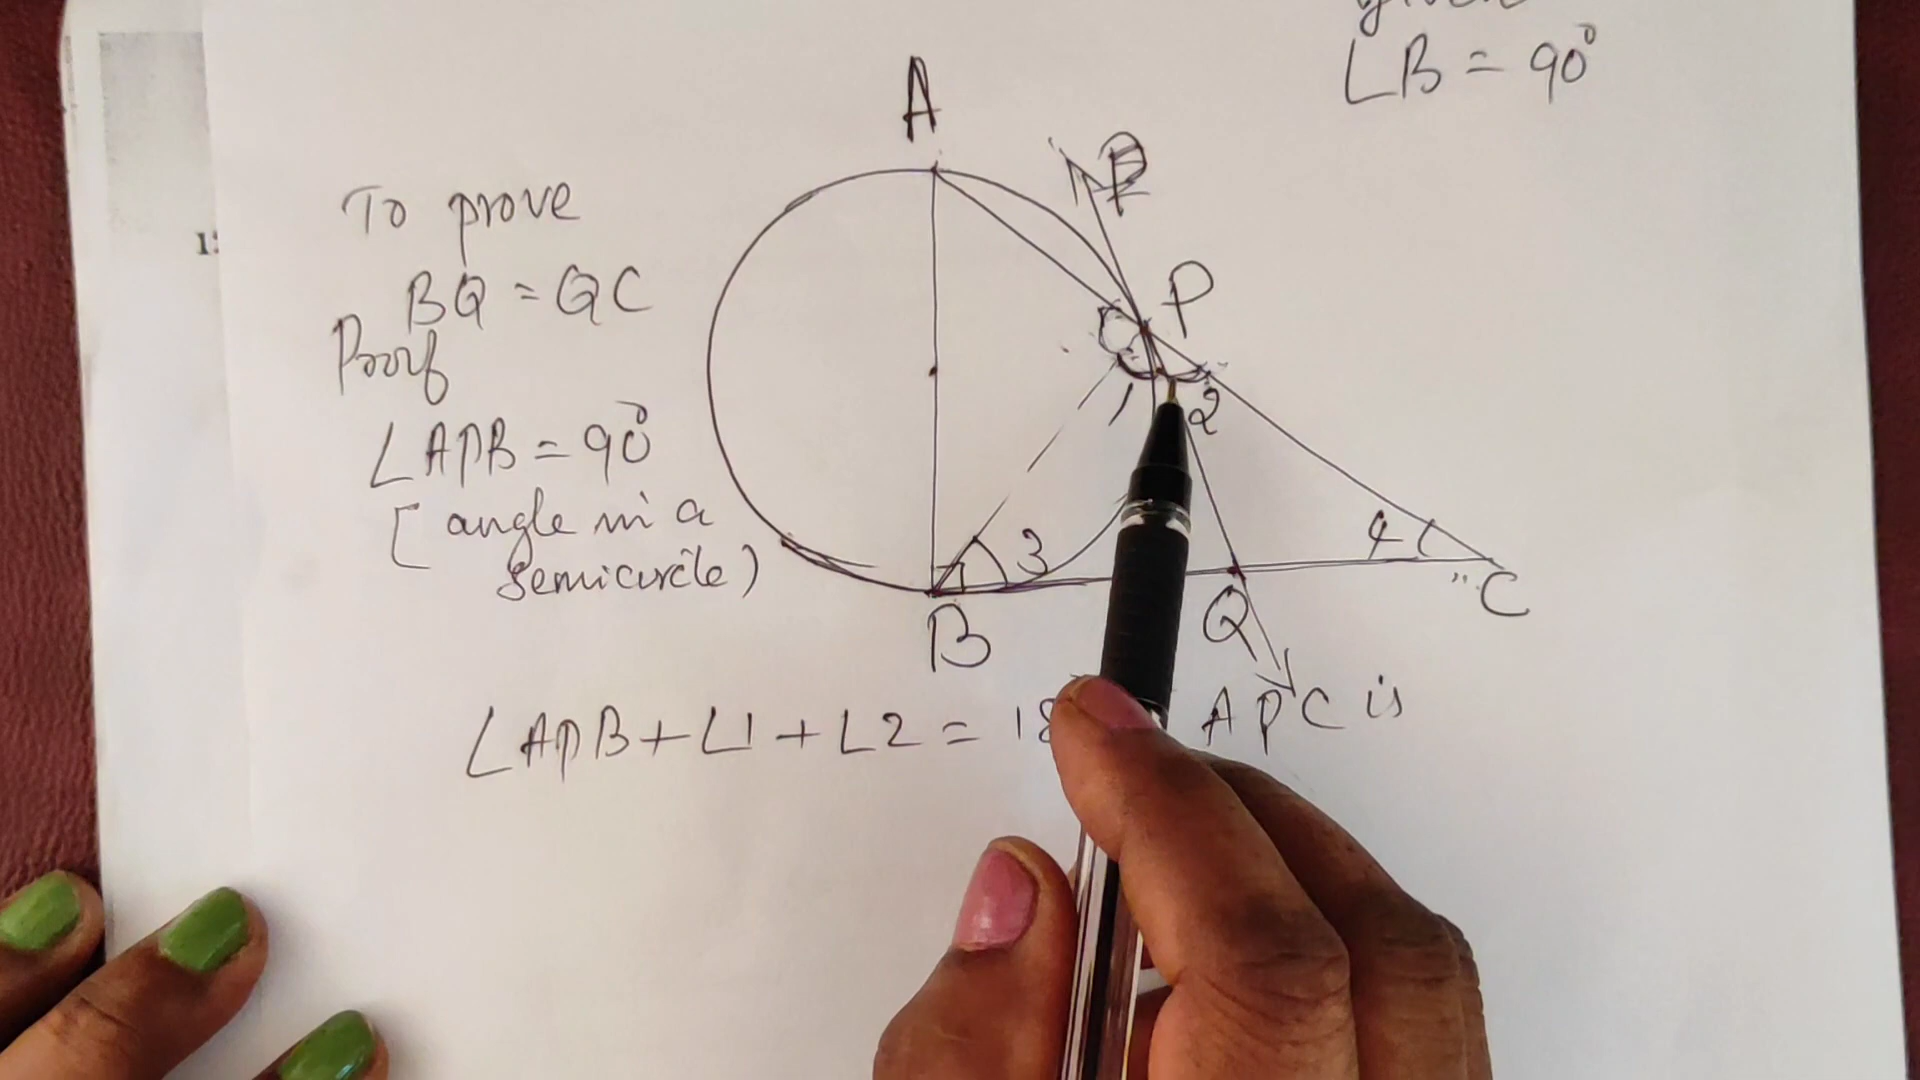 given
∠B = 90°
A
R
To prove
BQ = QC
P
Proof
1
2
∠APB = 90°
[ angle in a
semicircle)
3
4
C
B
Q
∠APB + ∠1 + ∠2 = 18
APC is